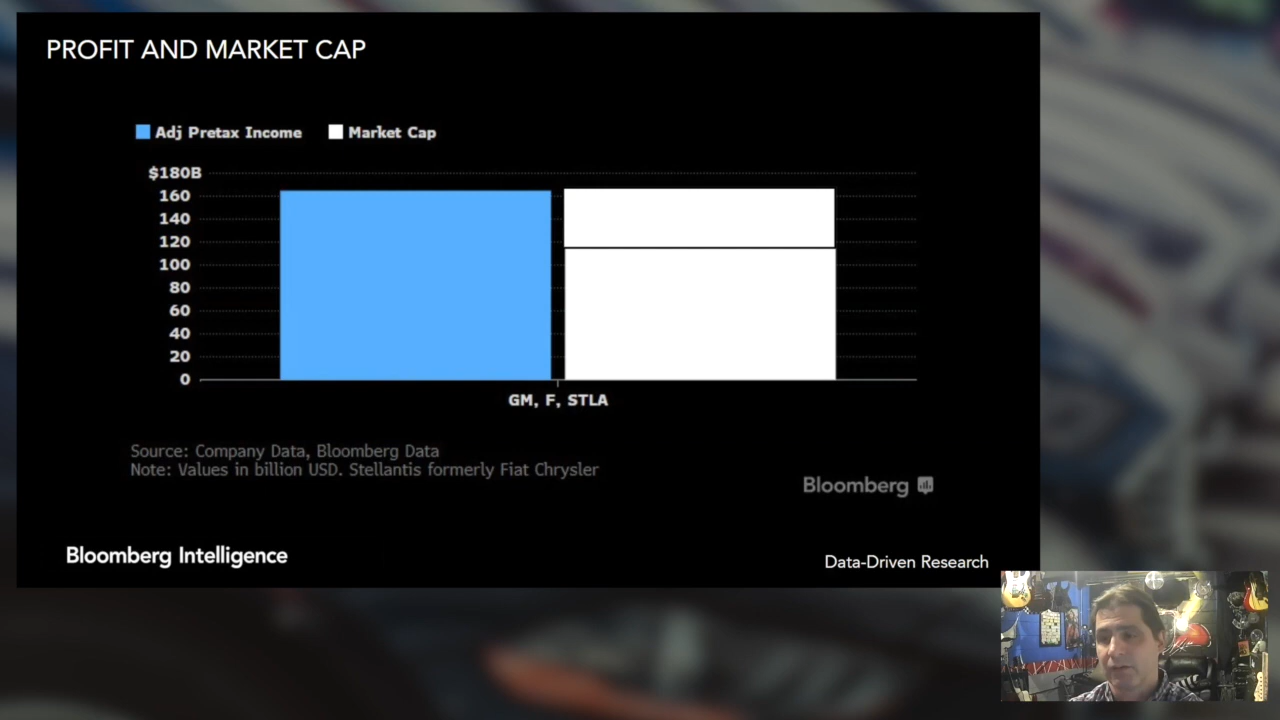 PROFIT AND MARKET CAP
Adj Pretax Income Market Cap
$180B
160
140
120
100
80
60
40
20
0
GM, F, STLA
Source: Company Data, Bloomberg Data
Note: Values in billion USD. Stellantis formerly Fiat Chrysler
Bloomberg
Bloomberg Intelligence
Data-Driven Research